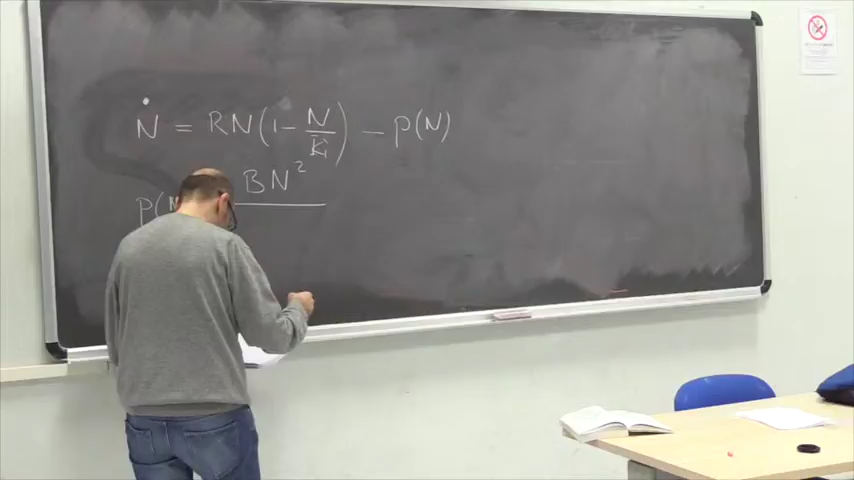 Ṅ = RN(1 - N/K) - P(N)
P(N BN²